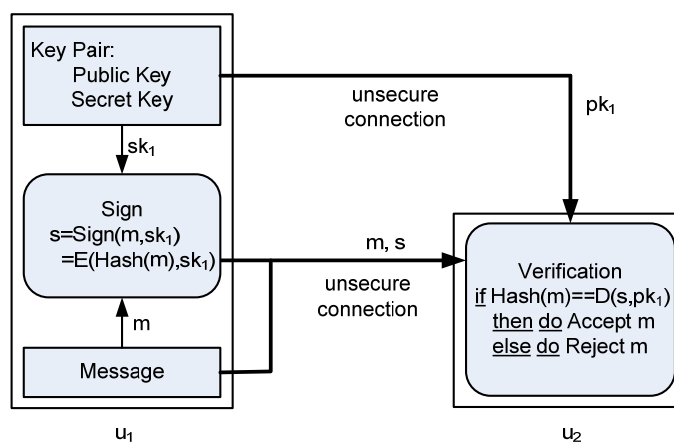 Key Pair:
Public Key
Secret Key
unsecure
connection
pk₁
sk₁
Sign
s=Sign(m,sk₁)
=E(Hash(m),sk₁)
m, s
unsecure
connection
Verification
if Hash(m)==D(s,pk₁)
then do Accept m
else do Reject m
m
Message
u₁
u₂